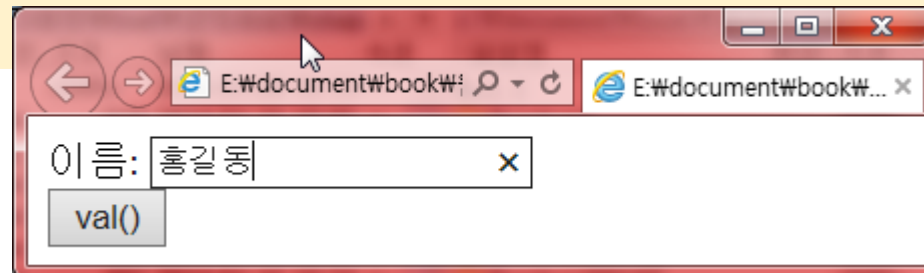 E:₩document₩book₩
E:₩document₩book₩...
이름: 홍길동
val()